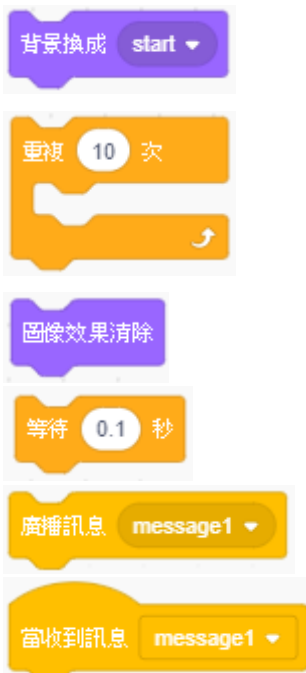 背景換成 start
重複 10 次
圖像效果清除
等待 0.1 秒
廣播訊息 message1
當收到訊息 message1